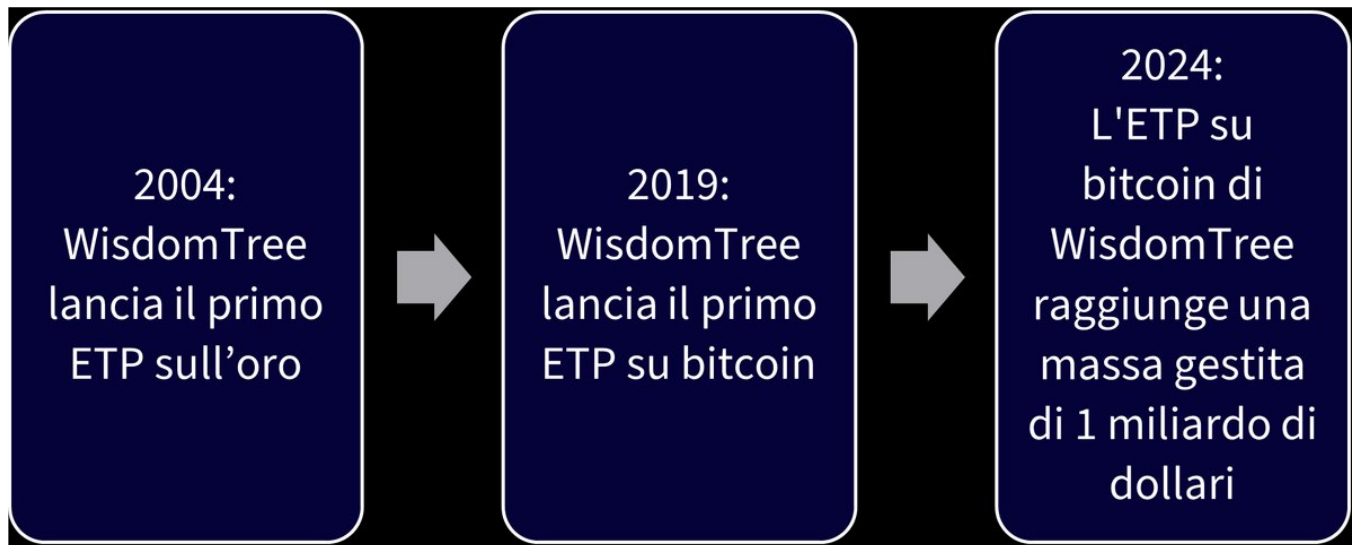 2004:
WisdomTree
lancia il primo
ETP sull’oro
2019:
WisdomTree
lancia il primo
ETP su bitcoin
2024:
L'ETP su
bitcoin di
WisdomTree
raggiunge una
massa gestita
di 1 miliardo di
dollari